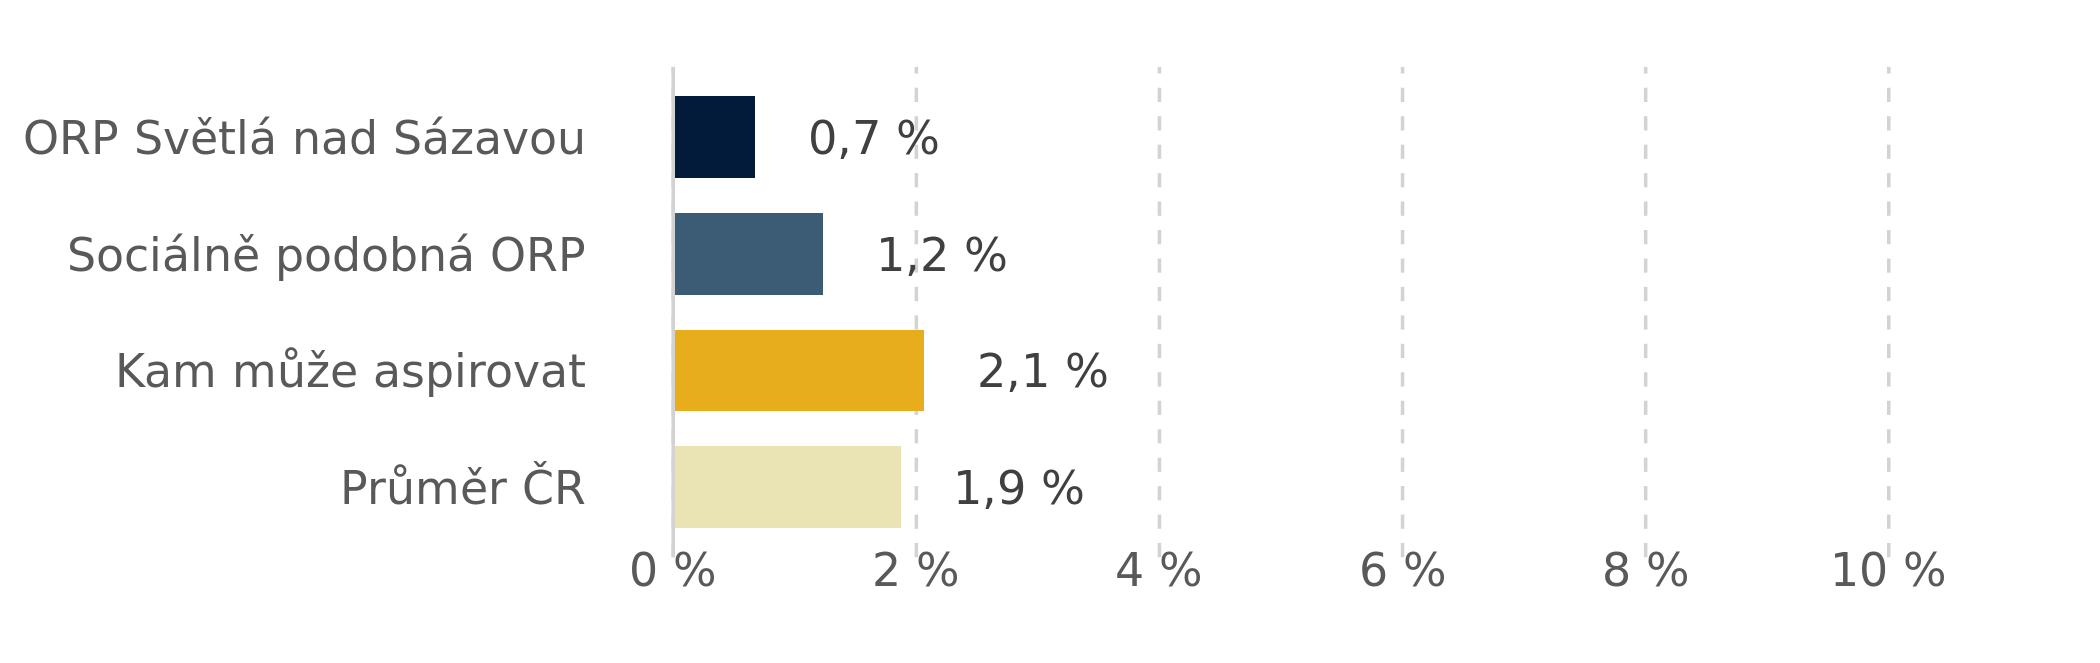 ORP Světlá nad Sázavou 0,7 %
Sociálně podobná ORP 1,2 %
Kam může aspirovat 2,1 %
Průměr ČR 1,9 %
0 % 2 % 4 % 6 % 8 % 10 %